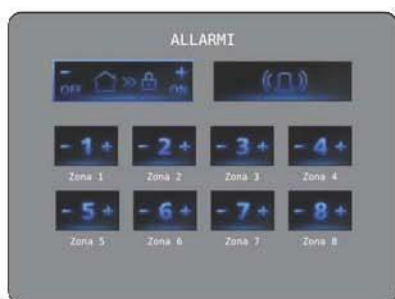 ALLARMI
- +
OFF » ON
- 1 + - 2 + - 3 + - 4 +
Zona 1 Zona 2 Zona 3 Zona 4
- 5 + - 6 + - 7 + - 8 +
Zona 5 Zona 6 Zona 7 Zona 8